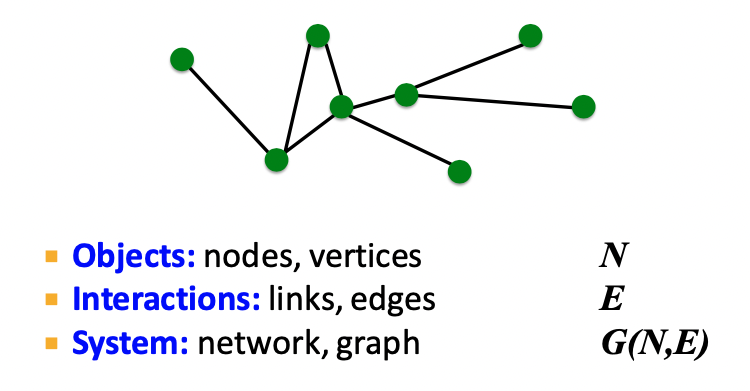 Objects: nodes, vertices N
Interactions: links, edges E
System: network, graph G(N,E)